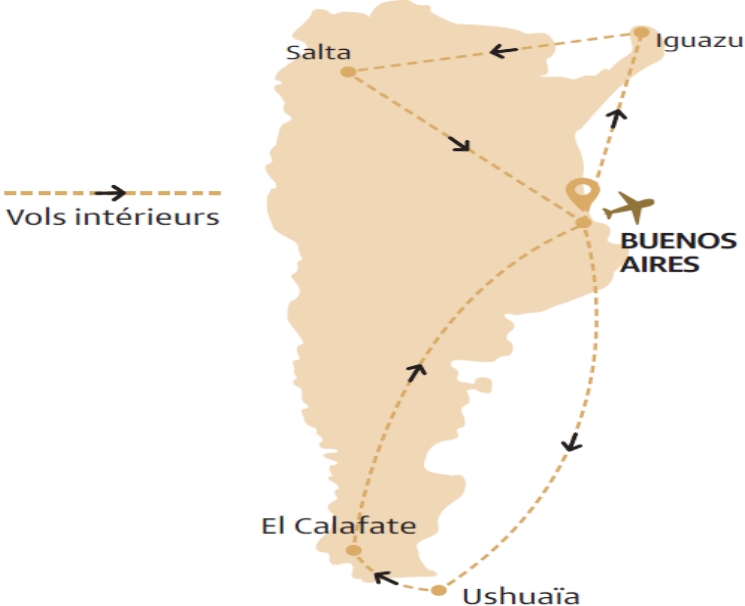 Salta
Iguazu
Vols intérieurs
BUENOS
AIRES
El Calafate
Ushuaïa